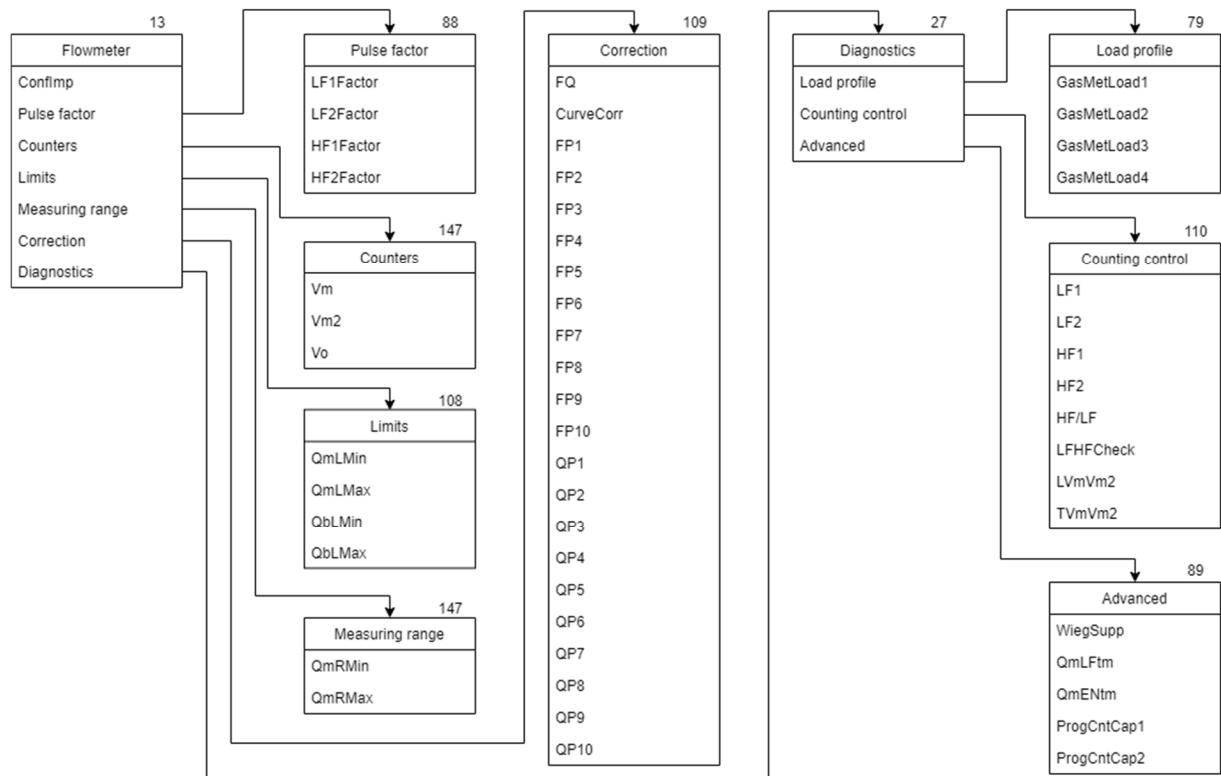 13
Flowmeter
ConfImp
Pulse factor
Counters
Limits
Measuring range
Correction
Diagnostics
88
Pulse factor
LF1Factor
LF2Factor
HF1Factor
HF2Factor
147
Counters
Vm
Vm2
Vo
108
Limits
QmLMin
QmLMax
QbLMin
QbLMax
147
Measuring range
QmRMin
QmRMax
109
Correction
FQ
CurveCorr
FP1
FP2
FP3
FP4
FP5
FP6
FP7
FP8
FP9
FP10
QP1
QP2
QP3
QP4
QP5
QP6
QP7
QP8
QP9
QP10
27
Diagnostics
Load profile
Counting control
Advanced
79
Load profile
GasMetLoad1
GasMetLoad2
GasMetLoad3
GasMetLoad4
110
Counting control
LF1
LF2
HF1
HF2
HF/LF
LFHFCheck
LVmVm2
TVmVm2
89
Advanced
WiegSupp
QmLFtm
QmENtm
ProgCntCap1
ProgCntCap2